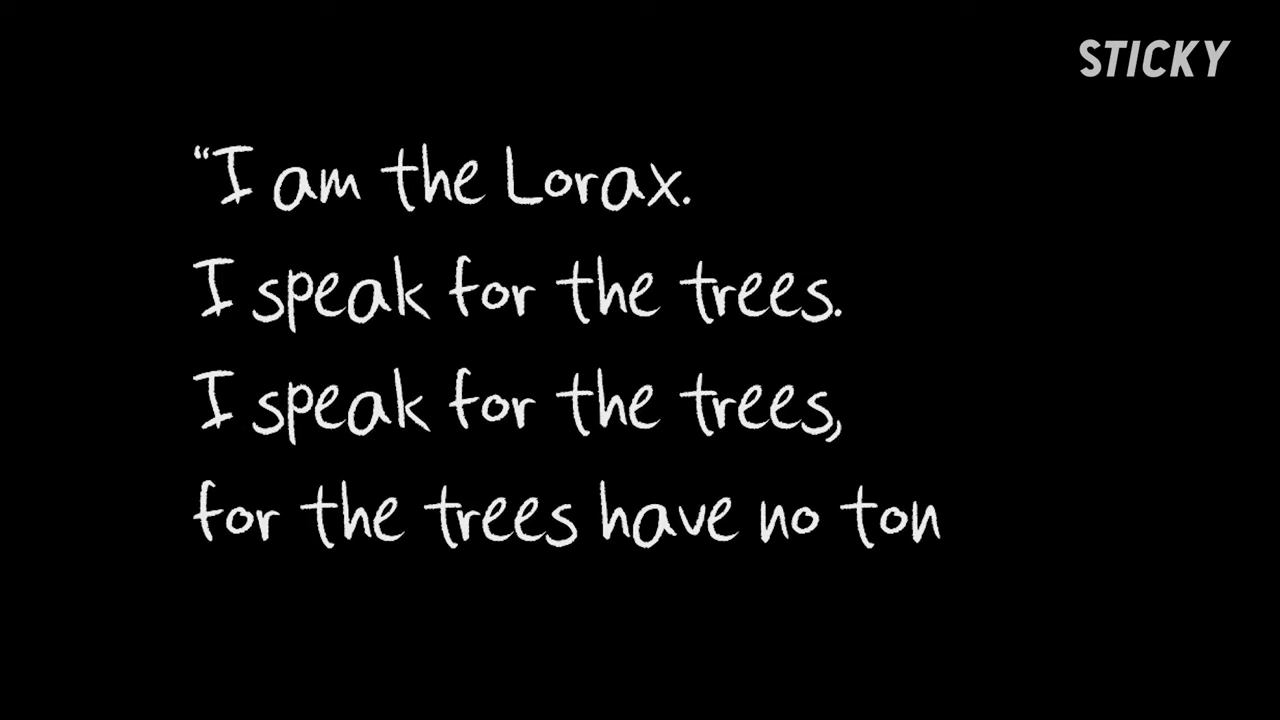 STICKY
“I am the Lorax.
I speak for the trees.
I speak for the trees,
for the trees have no ton